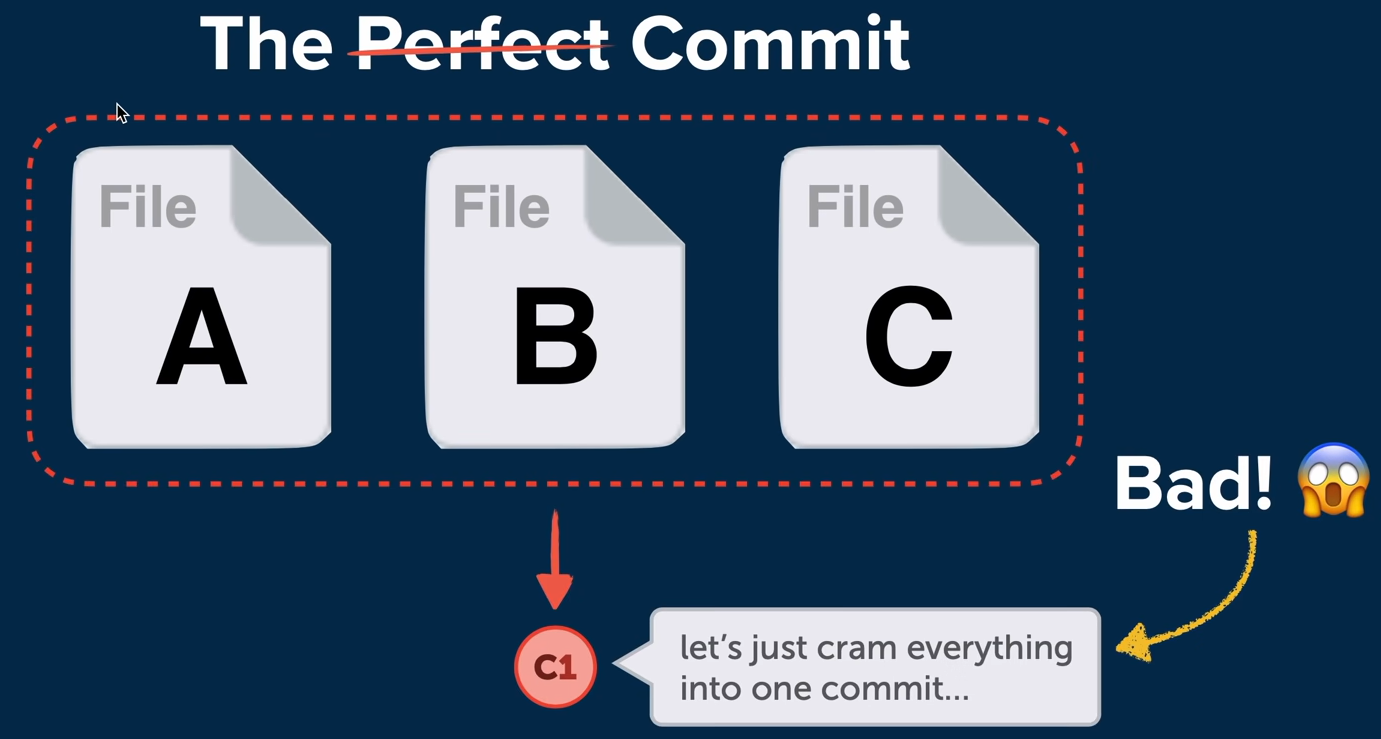 The Perfect Commit
File
A
File
B
File
C
Bad! 😱
C1
let’s just cram everything
into one commit...